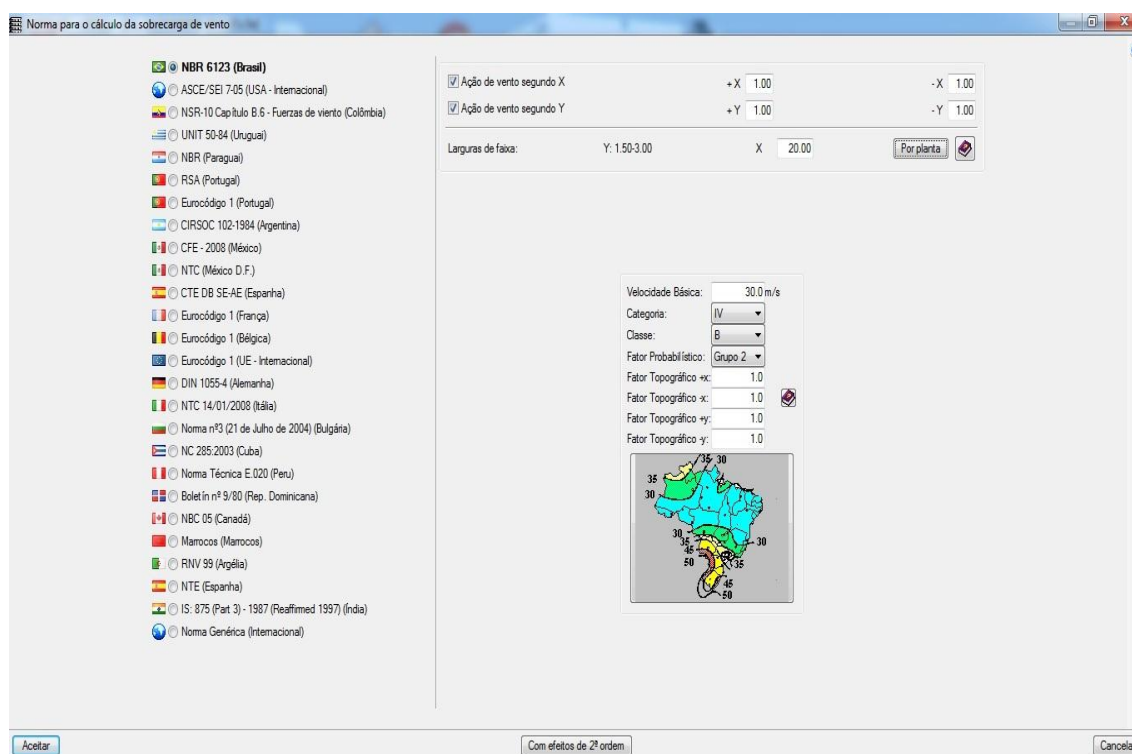 Norma para o cálculo da sobrecarga de vento
NBR 6123 (Brasil)
ASCE/SEI 7-05 (USA - Internacional)
NSR-10 Capítulo B.6 - Fuerzas de viento (Colômbia)
UNIT 50-84 (Uruguai)
NBR (Paraguai)
RSA (Portugal)
Eurocódigo 1 (Portugal)
CIRSOC 102-1984 (Argentina)
CFE - 2008 (México)
NTC (México D.F.)
CTE DB SE-AE (Espanha)
Eurocódigo 1 (França)
Eurocódigo 1 (Bélgica)
Eurocódigo 1 (UE - Internacional)
DIN 1055-4 (Alemanha)
NTC 14/01/2008 (Itália)
Norma nº3 (21 de Julho de 2004) (Bulgária)
NC 285:2003 (Cuba)
Norma Técnica E.020 (Peru)
Boletín nº 9/80 (Rep. Dominicana)
NBC 05 (Canadá)
Marrocos (Marrocos)
RNV 99 (Argélia)
NTE (Espanha)
IS: 875 (Part 3) - 1987 (Reaffirmed 1997) (Índia)
Norma Genérica (Internacional)
Ação de vento segundo X +X 1.00 -X 1.00
Ação de vento segundo Y +Y 1.00 -Y 1.00
Larguras de faixa: Y: 1.50-3.00 X 20.00 Por planta
Velocidade Básica: 30.0 m/s
Categoria: IV
Classe: B
Fator Probabilístico: Grupo 2
Fator Topográfico +x: 1.0
Fator Topográfico -x: 1.0
Fator Topográfico +y: 1.0
Fator Topográfico -y: 1.0
35 30
35
30
30
35 30
45
50 35
45
50
Aceitar Com efeitos de 2ª ordem Cancela